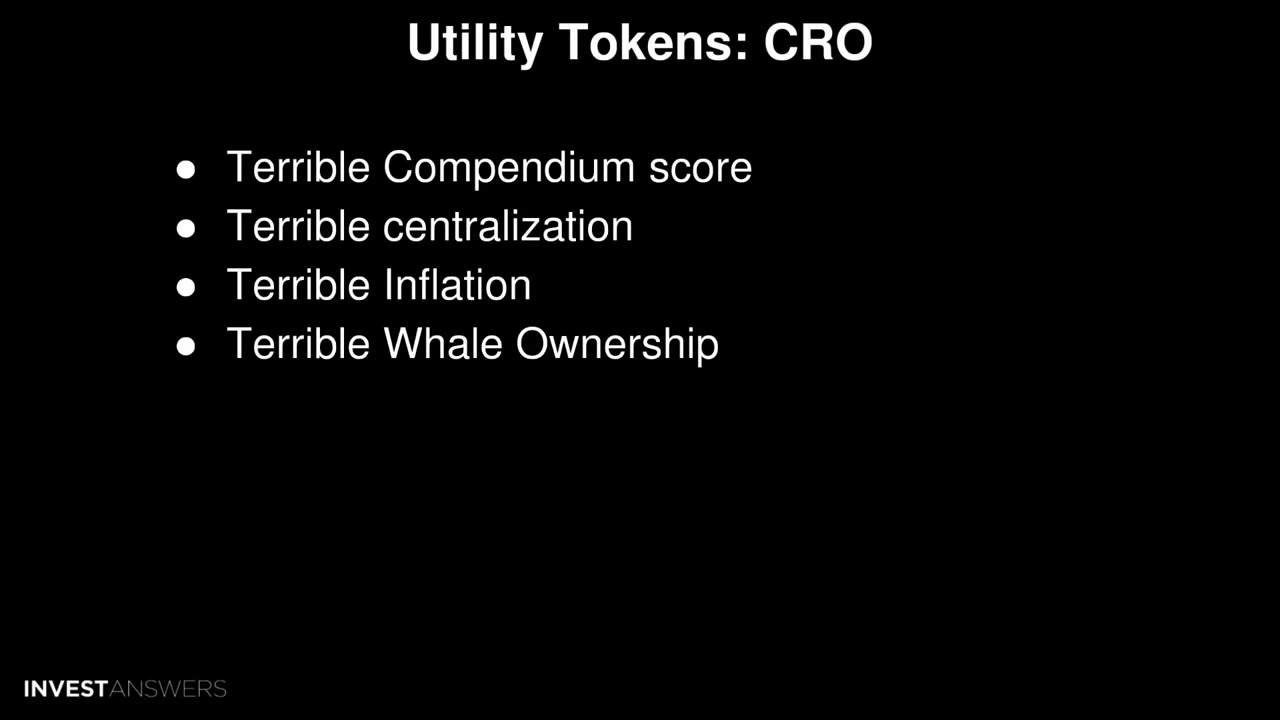 Utility Tokens: CRO
● Terrible Compendium score
● Terrible centralization
● Terrible Inflation
● Terrible Whale Ownership
INVESTANSWERS